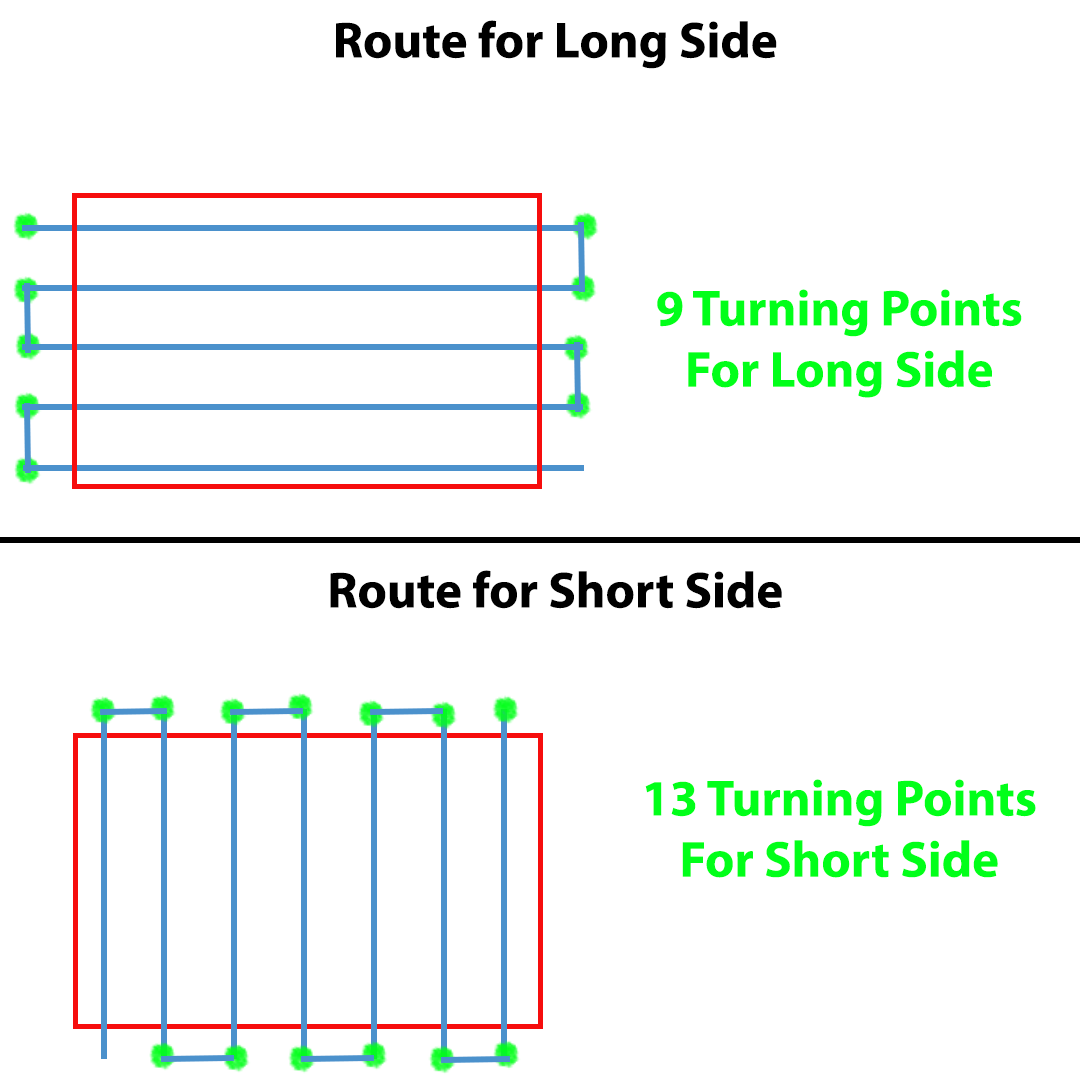 Route for Long Side
9 Turning Points
For Long Side
Route for Short Side
13 Turning Points
For Short Side